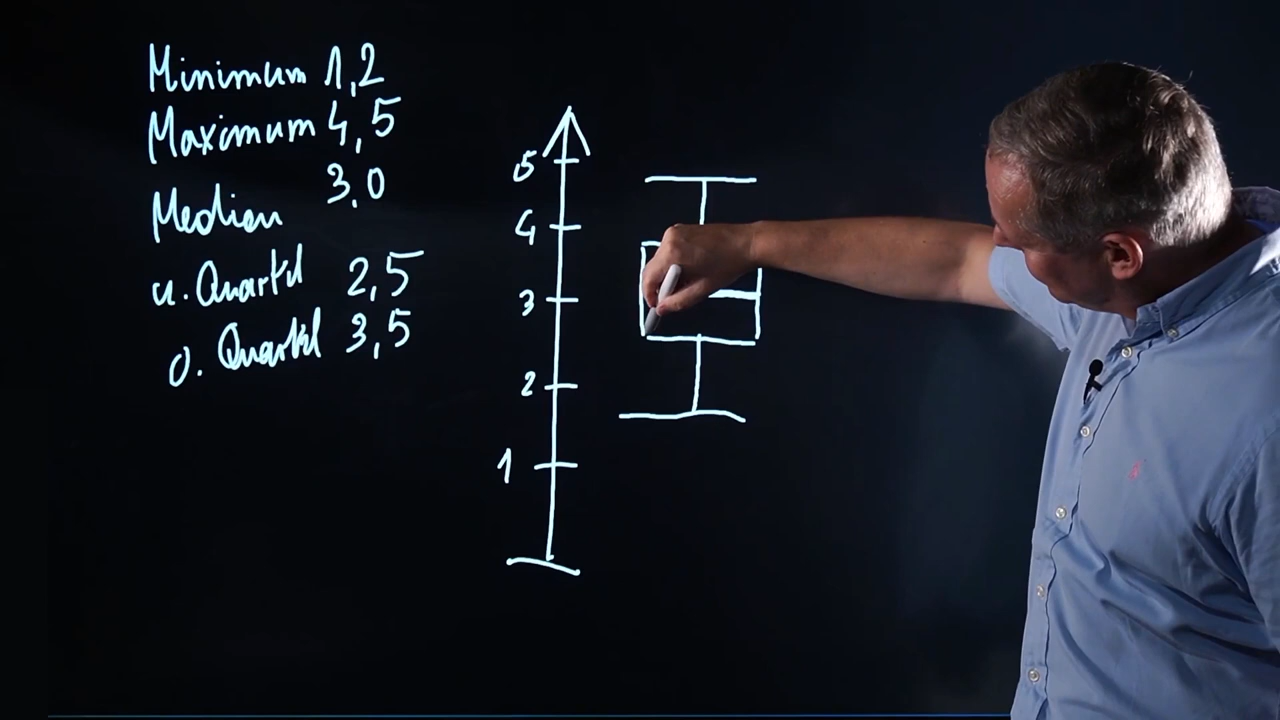 Minimum 1,2
Maximum 4,5
3,0
Median
u. Quartil 2,5
o. Quartil 3,5
5
4
3
2
1